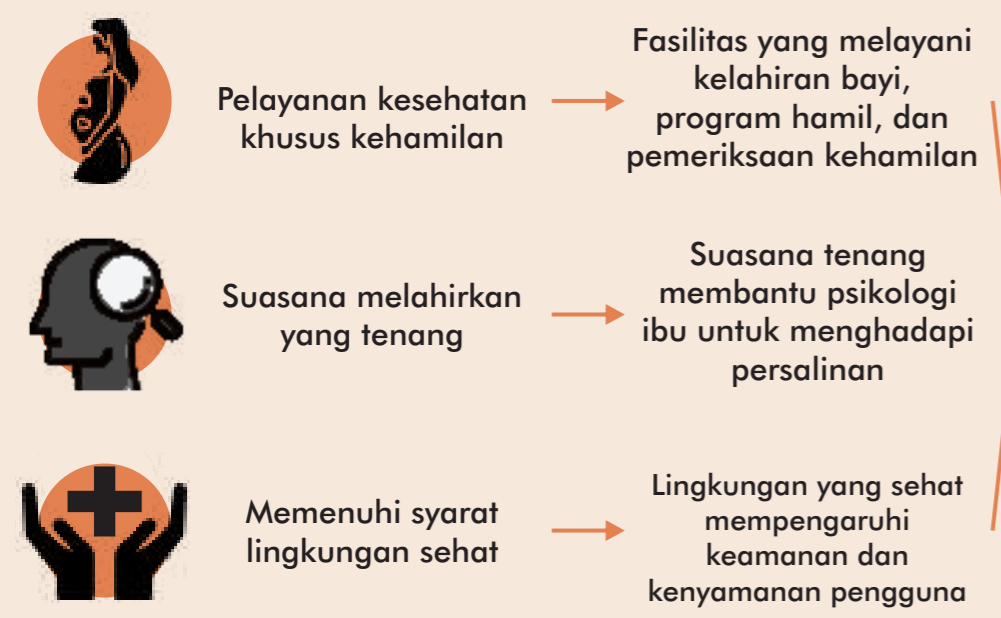 Pelayanan kesehatan
khusus kehamilan
Fasilitas yang melayani
kelahiran bayi,
program hamil, dan
pemeriksaan kehamilan
Suasana melahirkan
yang tenang
Suasana tenang
membantu psikologi
ibu untuk menghadapi
persalinan
Memenuhi syarat
lingkungan sehat
Lingkungan yang sehat
mempengaruhi
keamanan dan
kenyamanan pengguna